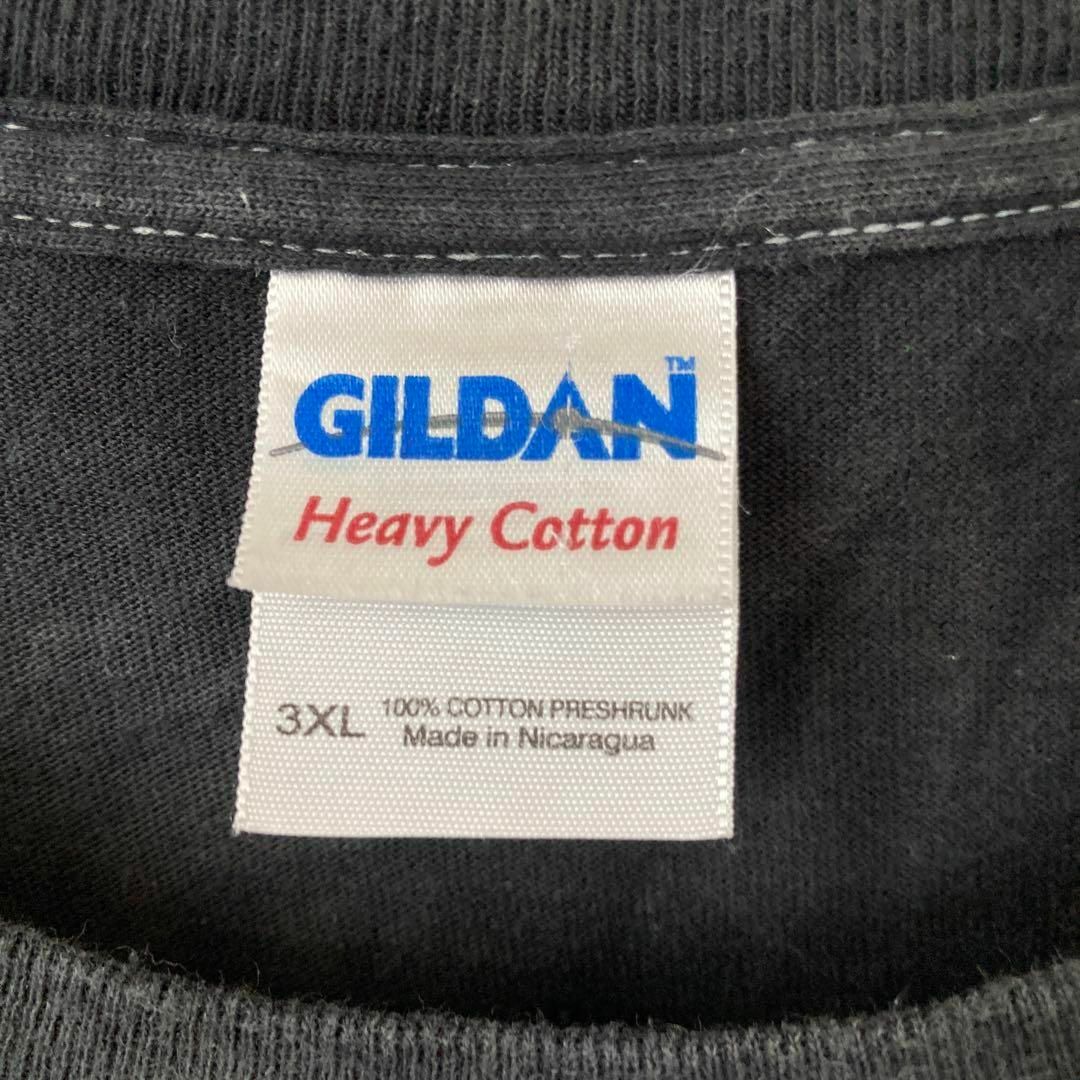 GILDAN™
Heavy Cotton
3XL 100% COTTON PRESHRUNK
Made in Nicaragua